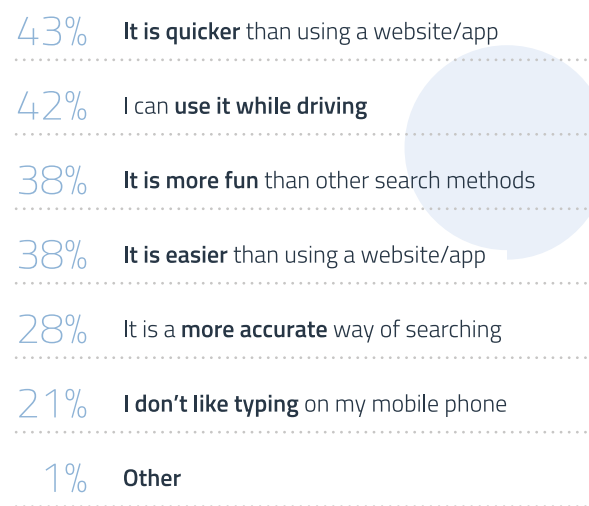 43% It is quicker than using a website/app
42% I can use it while driving
38% It is more fun than other search methods
38% It is easier than using a website/app
28% It is a more accurate way of searching
21% I don't like typing on my mobile phone
1% Other